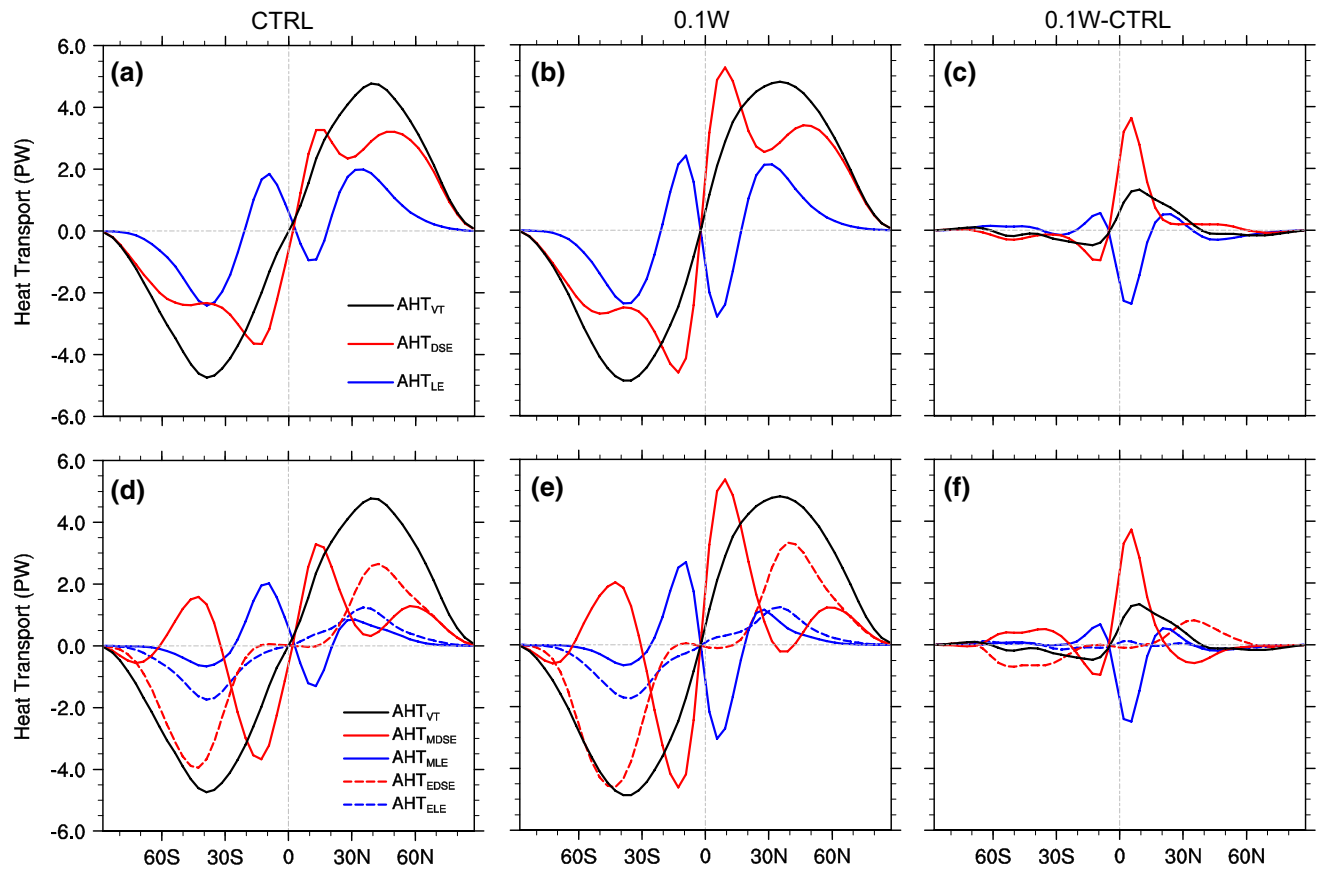 CTRL 0.1W 0.1W-CTRL
6.0 (a) (b) (c)
4.0
2.0
0.0
-2.0
-4.0
-6.0
Heat Transport (PW)
AHT_VT
AHT_DSE
AHT_LE
6.0 (d) (e) (f)
4.0
2.0
0.0
-2.0
-4.0
-6.0
Heat Transport (PW)
AHT_VT
AHT_MDSE
AHT_MLE
AHT_EDSE
AHT_ELE
60S 30S 0 30N 60N 60S 30S 0 30N 60N 60S 30S 0 30N 60N